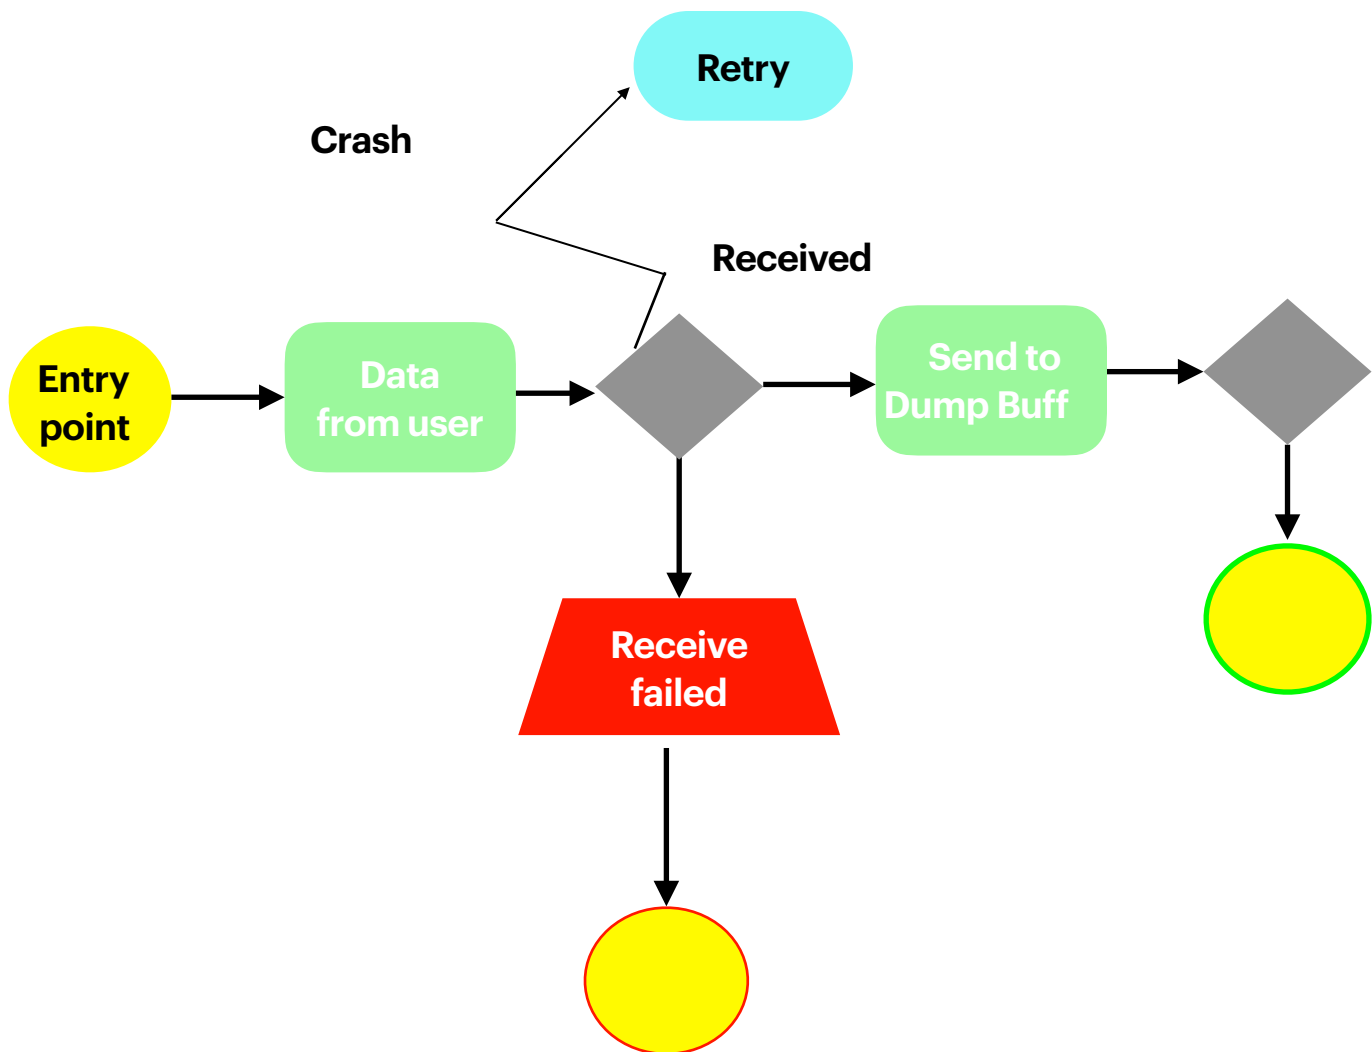 Retry
Crash
Received
Entry
point
Data
from user
Send to
Dump Buff
Receive
failed